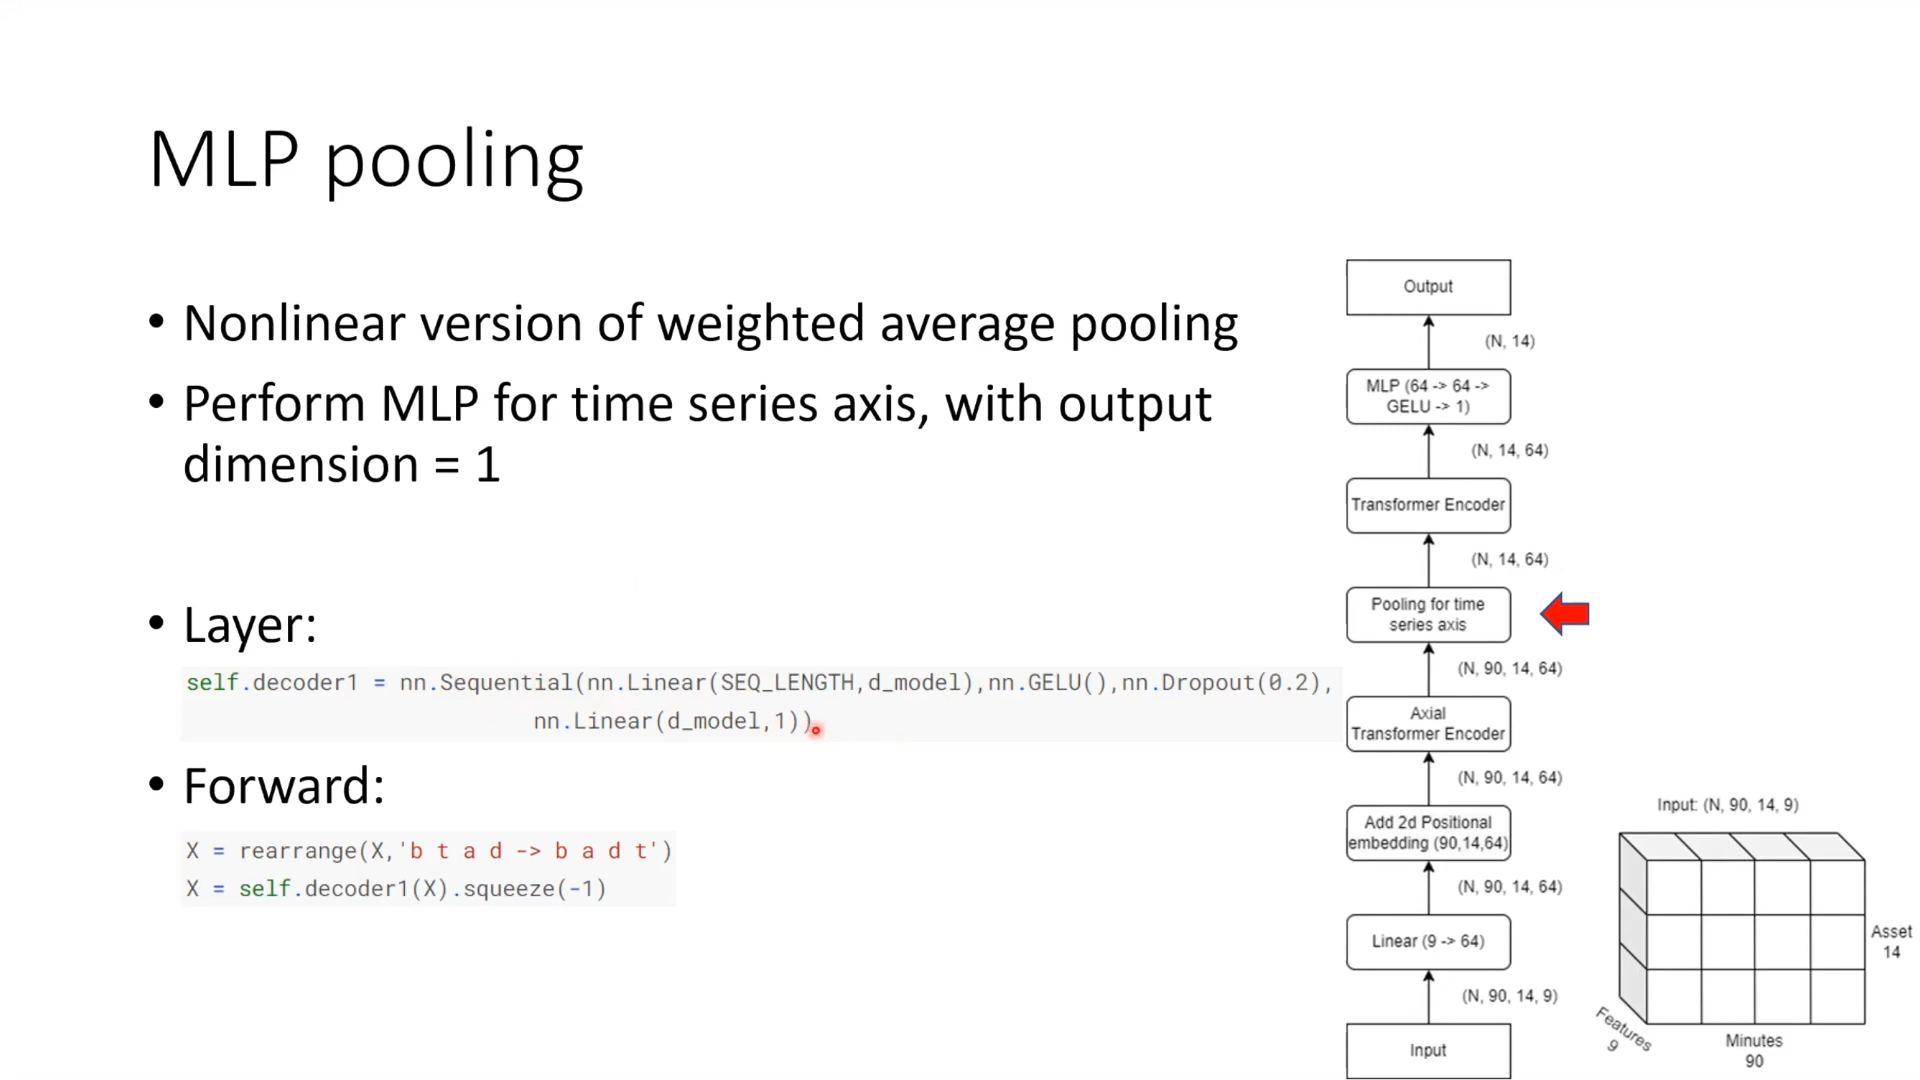 MLP pooling
• Nonlinear version of weighted average pooling
• Perform MLP for time series axis, with output
dimension = 1
• Layer:
self.decoder1 = nn.Sequential(nn.Linear(SEQ_LENGTH,d_model),nn.GELU(),nn.Dropout(0.2),
nn.Linear(d_model,1))
• Forward:
X = rearrange(X,'b t a d -> b a d t')
X = self.decoder1(X).squeeze(-1)
Output
(N, 14)
MLP (64 -> 64 ->
GELU -> 1)
(N, 14, 64)
Transformer Encoder
(N, 14, 64)
Pooling for time
series axis
(N, 90, 14, 64)
Axial
Transformer Encoder
(N, 90, 14, 64)
Add 2d Positional
embedding (90,14,64)
(N, 90, 14, 64)
Linear (9 -> 64)
(N, 90, 14, 9)
Input
Input: (N, 90, 14, 9)
Asset
14
Features
9
Minutes
90